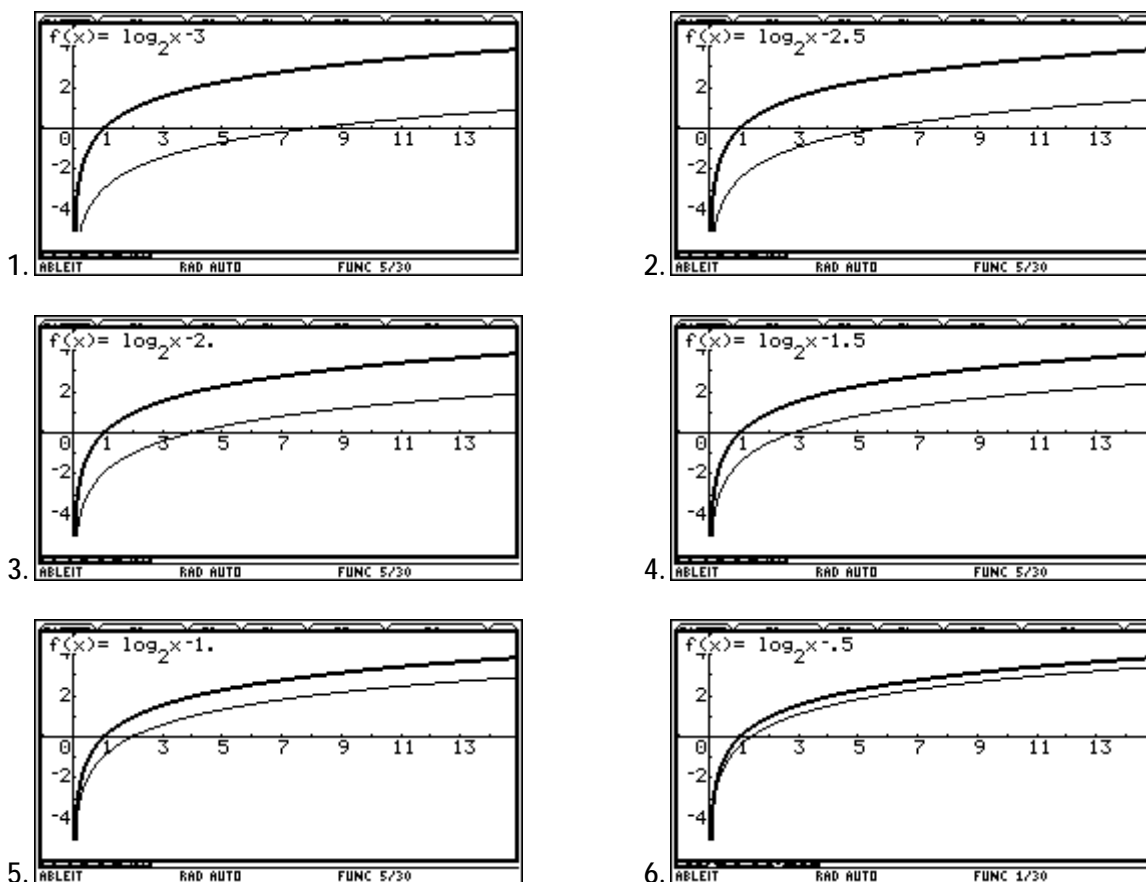 f(x)= log₂x-3
4
2
0 1 3 5 7 9 11 13
-2
-4
1. ABLEIT RAD AUTO FUNC 5/30
f(x)= log₂x-2.5
4
2
0 1 3 5 7 9 11 13
-2
-4
2. ABLEIT RAD AUTO FUNC 5/30
f(x)= log₂x-2.
4
2
0 1 3 5 7 9 11 13
-2
-4
3. ABLEIT RAD AUTO FUNC 5/30
f(x)= log₂x-1.5
4
2
0 1 3 5 7 9 11 13
-2
-4
4. ABLEIT RAD AUTO FUNC 5/30
f(x)= log₂x-1.
4
2
0 1 3 5 7 9 11 13
-2
-4
5. ABLEIT RAD AUTO FUNC 5/30
f(x)= log₂x-.5
4
2
0 1 3 5 7 9 11 13
-2
-4
6. ABLEIT RAD AUTO FUNC 1/30